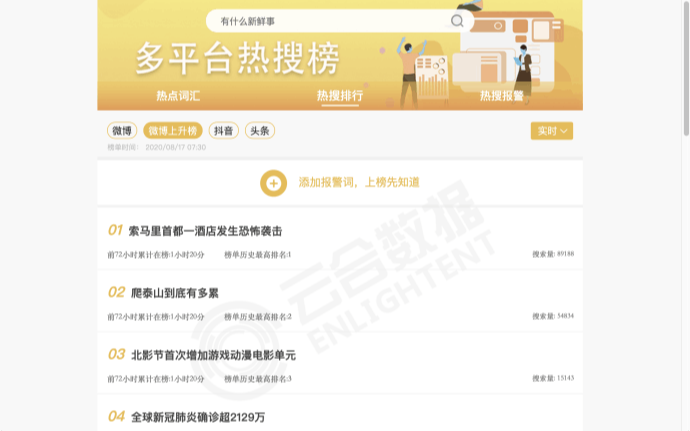 有什么新鲜事
多平台热搜榜
热点词汇 热搜排行 热搜报警
微博 微博上升榜 抖音 头条 实时
榜单时间： 2020/08/17 07:30
添加报警词，上榜先知道
01 索马里首都一酒店发生恐怖袭击
前72小时累计在榜:1小时20分 榜单历史最高排名:1 搜索量: 89188
02 爬泰山到底有多累
前72小时累计在榜:1小时20分 榜单历史最高排名:2 搜索量: 34834
03 北影节首次增加游戏动漫电影单元
前72小时累计在榜:1小时20分 榜单历史最高排名:3 搜索量: 15143
04 全球新冠肺炎确诊超2129万
云合数据
ENLIGHTENT